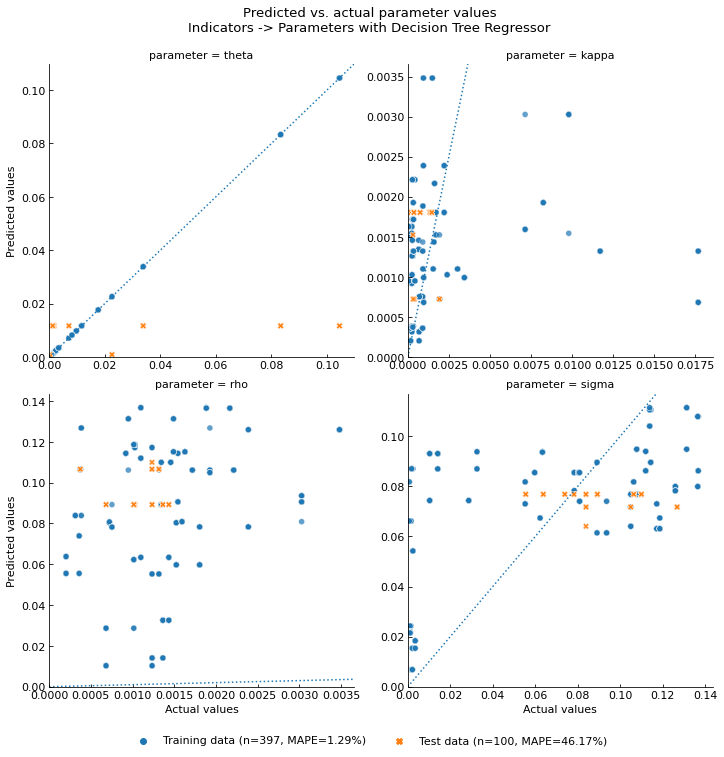 Predicted vs. actual parameter values
Indicators -> Parameters with Decision Tree Regressor
parameter = theta
0.10
0.08
0.06
0.04
0.02
0.00
Predicted values
0.00 0.02 0.04 0.06 0.08 0.10
parameter = kappa
0.0035
0.0030
0.0025
0.0020
0.0015
0.0010
0.0005
0.0000
0.0000 0.0025 0.0050 0.0075 0.0100 0.0125 0.0150 0.0175
parameter = rho
0.14
0.12
0.10
0.08
0.06
0.04
0.02
0.00
Predicted values
0.0000 0.0005 0.0010 0.0015 0.0020 0.0025 0.0030 0.0035
Actual values
parameter = sigma
0.10
0.08
0.06
0.04
0.02
0.00
0.00 0.02 0.04 0.06 0.08 0.10 0.12 0.14
Actual values
Training data (n=397, MAPE=1.29%)
Test data (n=100, MAPE=46.17%)